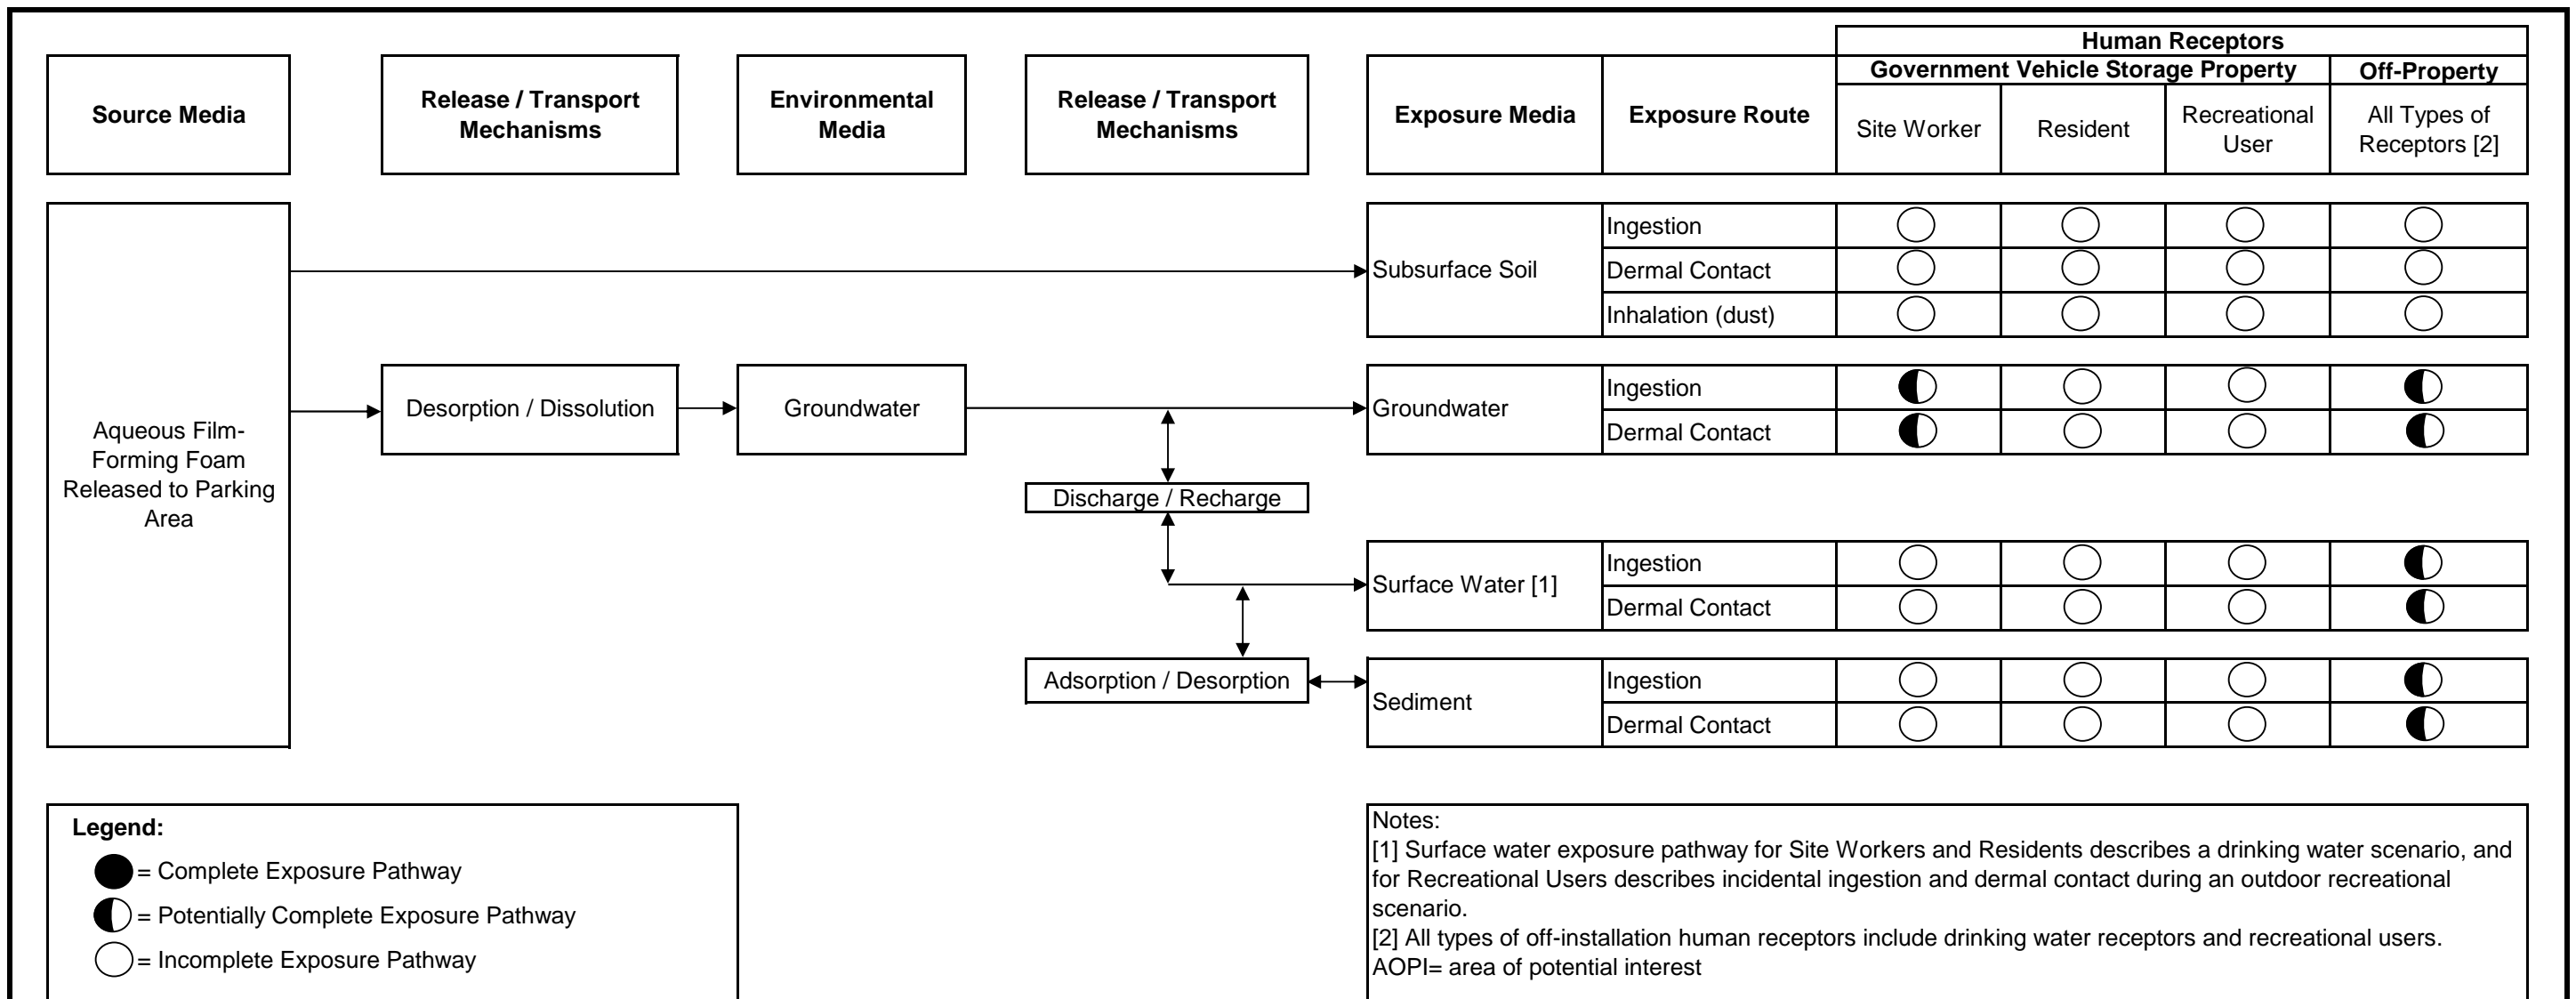 Human Receptors
Government Vehicle Storage Property
Off-Property
Source Media
Release / Transport
Mechanisms
Environmental
Media
Release / Transport
Mechanisms
Exposure Media
Exposure Route
Site Worker
Resident
Recreational
User
All Types of
Receptors [2]
Aqueous Film-
Forming Foam
Released to Parking
Area
Subsurface Soil
Ingestion
Dermal Contact
Inhalation (dust)
Desorption / Dissolution
Groundwater
Groundwater
Ingestion
Dermal Contact
Discharge / Recharge
Surface Water [1]
Ingestion
Dermal Contact
Adsorption / Desorption
Sediment
Ingestion
Dermal Contact
Legend:
= Complete Exposure Pathway
= Potentially Complete Exposure Pathway
= Incomplete Exposure Pathway
Notes:
[1] Surface water exposure pathway for Site Workers and Residents describes a drinking water scenario, and
for Recreational Users describes incidental ingestion and dermal contact during an outdoor recreational
scenario.
[2] All types of off-installation human receptors include drinking water receptors and recreational users.
AOPI= area of potential interest